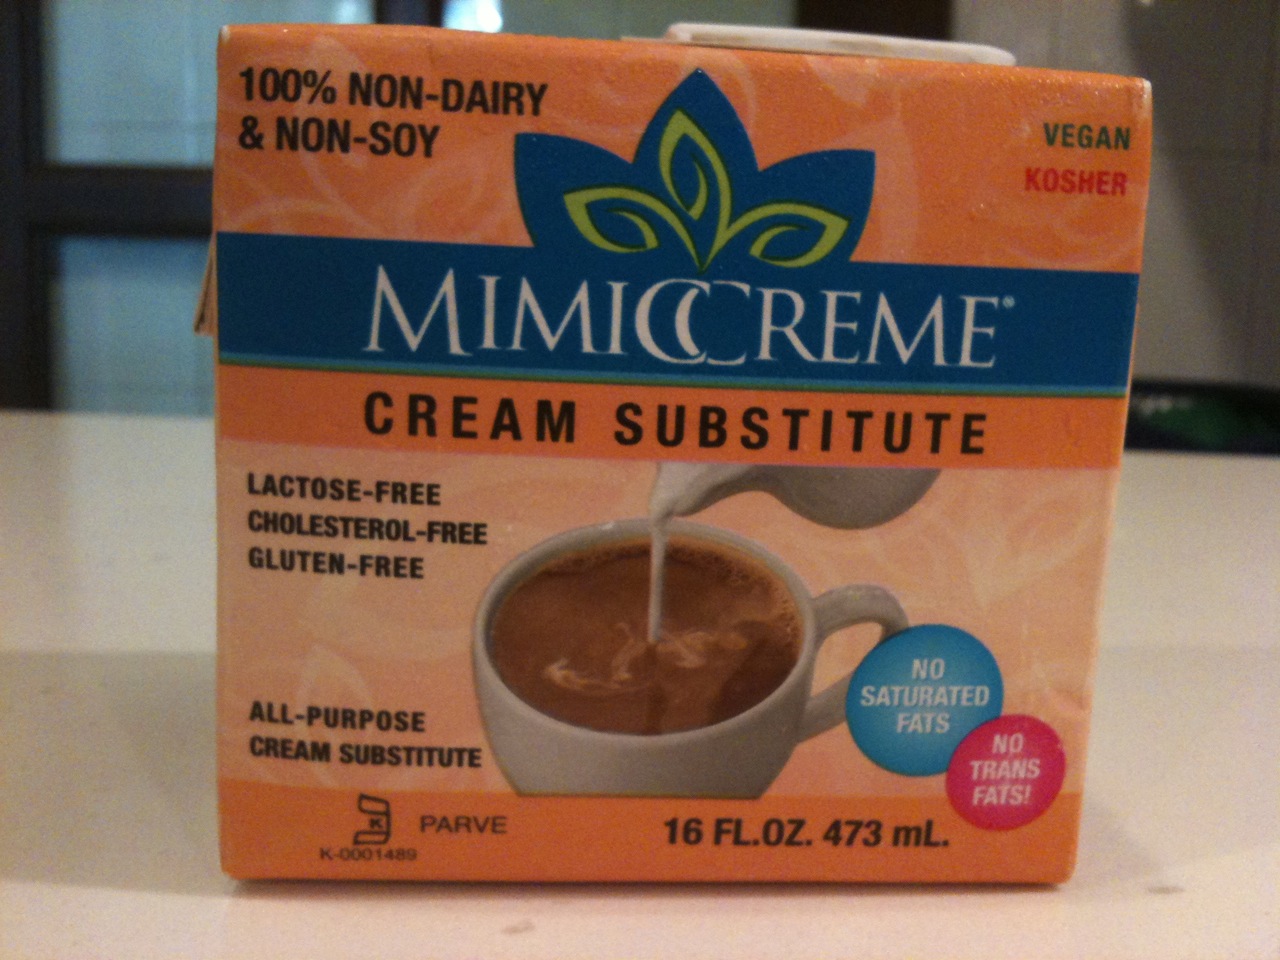 100% NON-DAIRY
& NON-SOY
VEGAN
KOSHER
MIMICCREME®
CREAM SUBSTITUTE
LACTOSE-FREE
CHOLESTEROL-FREE
GLUTEN-FREE
NO
SATURATED
FATS
NO
TRANS
FATS!
ALL-PURPOSE
CREAM SUBSTITUTE
K PARVE
K-0001489
16 FL.OZ. 473 mL.